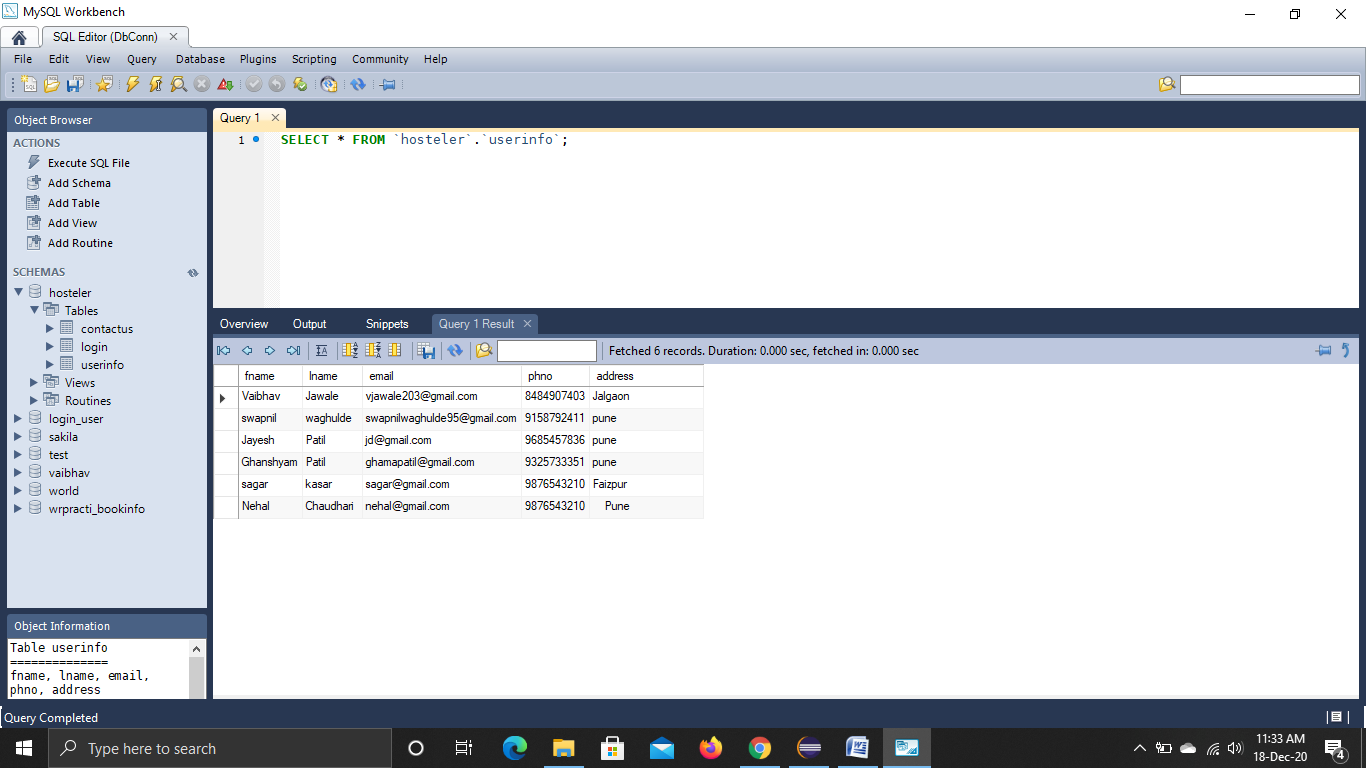 MySQL Workbench
SQL Editor (DbConn)
File Edit View Query Database Plugins Scripting Community Help
Object Browser
ACTIONS
Execute SQL File
Add Schema
Add Table
Add View
Add Routine
SCHEMAS
hosteler
Tables
contactus
login
userinfo
Views
Routines
login_user
sakila
test
vaibhav
world
wrpracti_bookinfo
Object Information
Table userinfo
==============
fname, lname, email,
phno, address
Query 1
1 SELECT * FROM `hosteler`.`userinfo`;
Overview Output Snippets Query 1 Result
Fetched 6 records. Duration: 0.000 sec, fetched in: 0.000 sec
fname lname email phno address
Vaibhav Jawale vjawale203@gmail.com 8484907403 Jalgaon
swapnil waghulde swapnilwaghulde95@gmail.com 9158792411 pune
Jayesh Patil jd@gmail.com 9685457836 pune
Ghanshyam Patil ghamapatil@gmail.com 9325733351 pune
sagar kasar sagar@gmail.com 9876543210 Faizpur
Nehal Chaudhari nehal@gmail.com 9876543210 Pune
Query Completed
Type here to search
11:33 AM
18-Dec-20
4